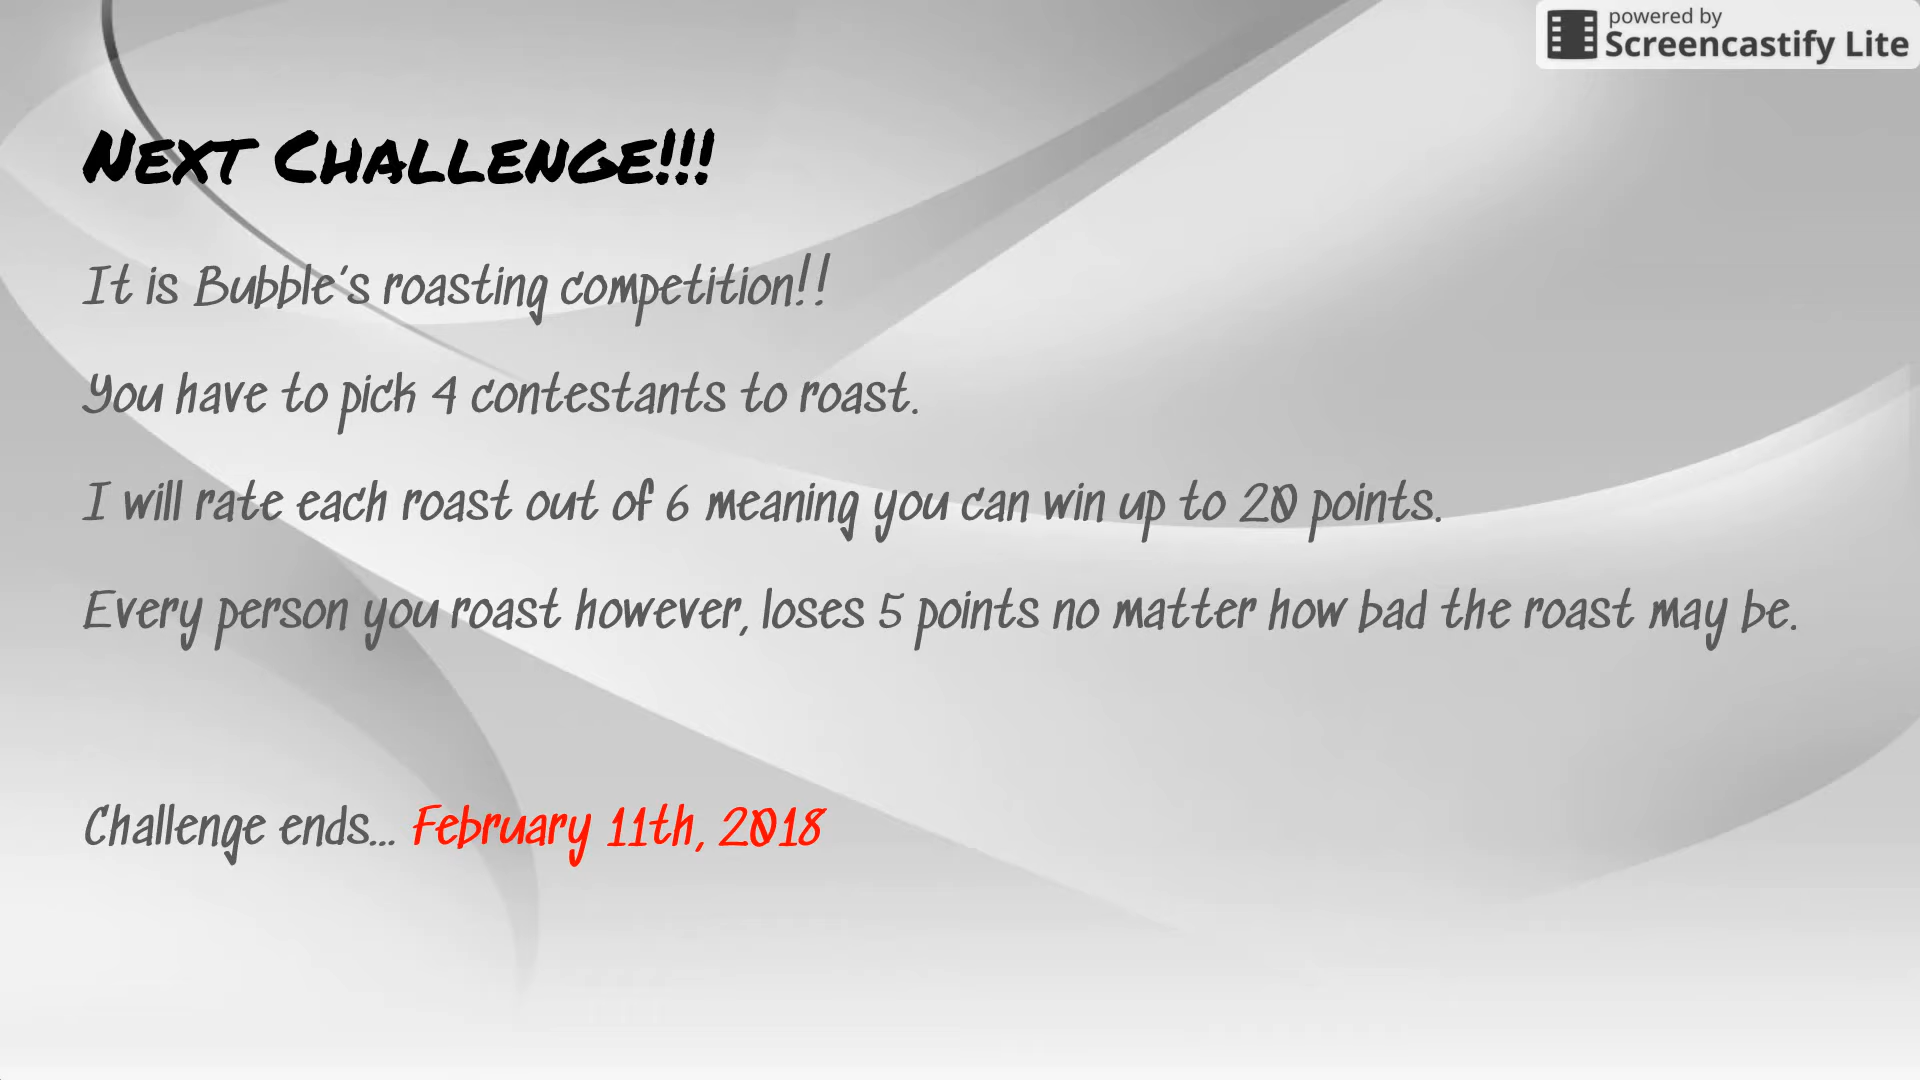 powered by
Screencastify Lite
Next Challenge!!!
It is Bubble's roasting competition!!
You have to pick 4 contestants to roast.
I will rate each roast out of 6 meaning you can win up to 20 points.
Every person you roast however, loses 5 points no matter how bad the roast may be.
Challenge ends... February 11th, 2018